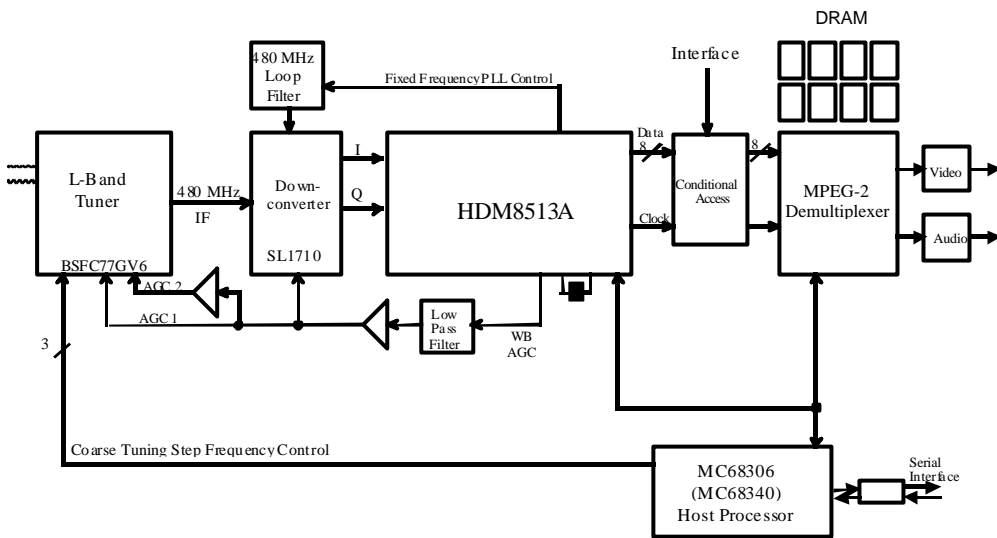 DRAM
480 MHz
Loop
Filter
Fixed Frequency PLL Control
Interface
L-Band
Tuner
BSFC77GV6
480 MHz
IF
Down-
converter
SL1710
I
Q
HDM8513A
Data
8
Clock
Conditional
Access
8
MPEG-2
Demultiplexer
Video
Audio
AGC 2
AGC 1
Low
Pass
Filter
WB
AGC
3
Coarse Tuning Step Frequency Control
MC68306
(MC68340)
Host Processor
Serial
Interface